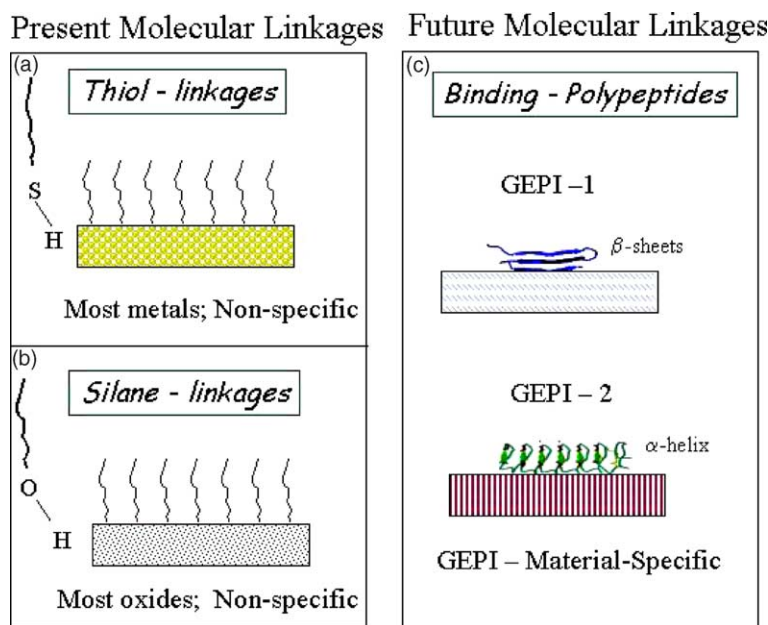 Present Molecular Linkages
(a)
Thiol - linkages
S
H
Most metals; Non-specific
(b)
Silane - linkages
O
H
Most oxides; Non-specific
Future Molecular Linkages
(c)
Binding - Polypeptides
GEPI –1
β-sheets
GEPI – 2
α-helix
GEPI – Material-Specific